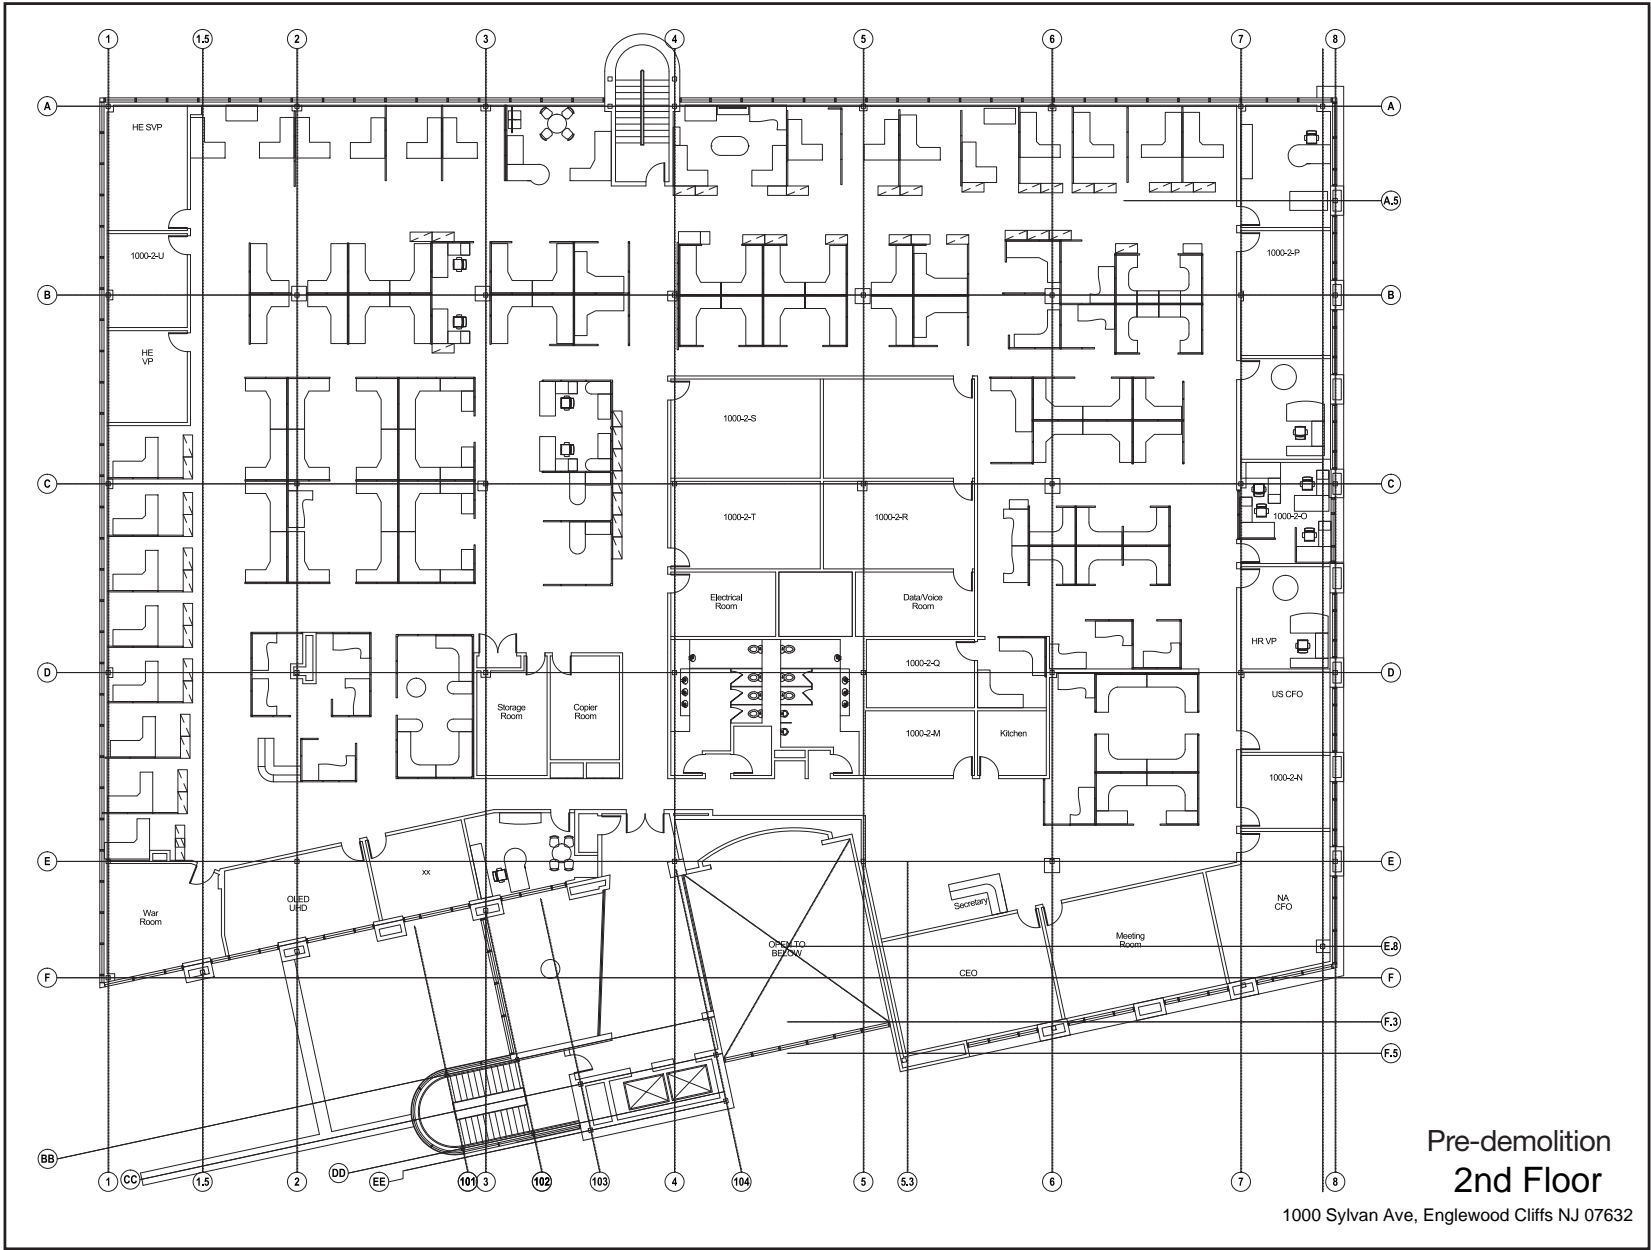 1 1.5 2 3 4 5 6 7 8
A A
HE SVP
A.5
1000-2-U
1000-2-P
B B
HE
VP
1000-2-S
C C
1000-2-T
1000-2-R
1000-2-O
Electrical
Room
Data/Voice
Room
HR VP
1000-2-Q
D D
US CFO
Storage
Room
Copier
Room
1000-2-M
Kitchen
1000-2-N
E E
xx
OLED
UHD
War
Room
Secretary
NA
CFO
Meeting
Room
OPEN TO
BELOW
E.8
CEO
F F
F.3
F.5
BB
CC
DD
EE
1 1.5 2 101 3 102 103 4 104 5 5.3 6 7 8
Pre-demolition
2nd Floor
1000 Sylvan Ave, Englewood Cliffs NJ 07632